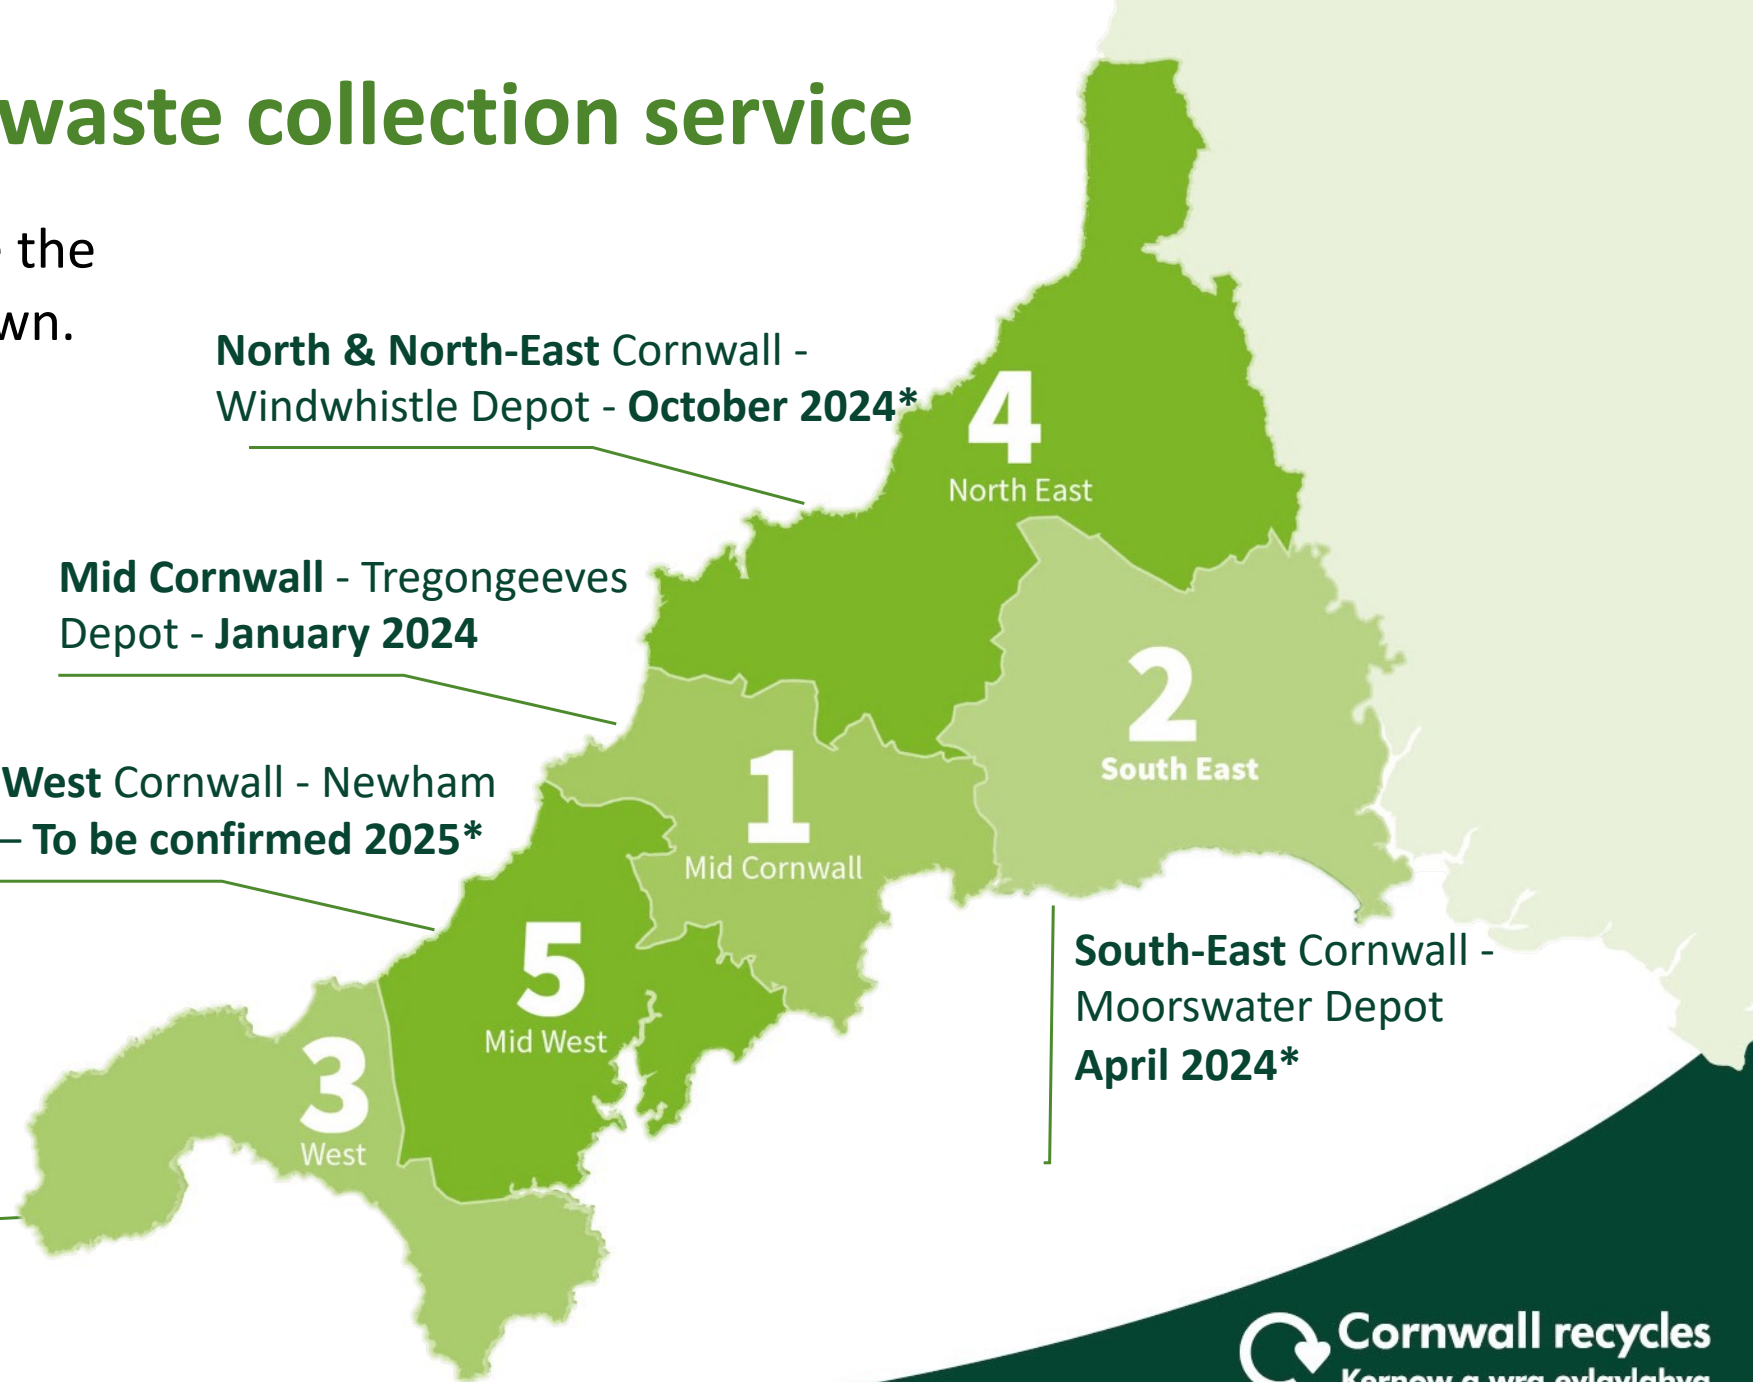 waste collection service
the
wn.
North & North-East Cornwall -
Windwhistle Depot - October 2024*
4
North East
Mid Cornwall - Tregongeeves
Depot - January 2024
2
South East
West Cornwall - Newham
– To be confirmed 2025*
1
Mid Cornwall
5
Mid West
South-East Cornwall -
Moorswater Depot
April 2024*
3
West
Cornwall recycles
Kernow a wra